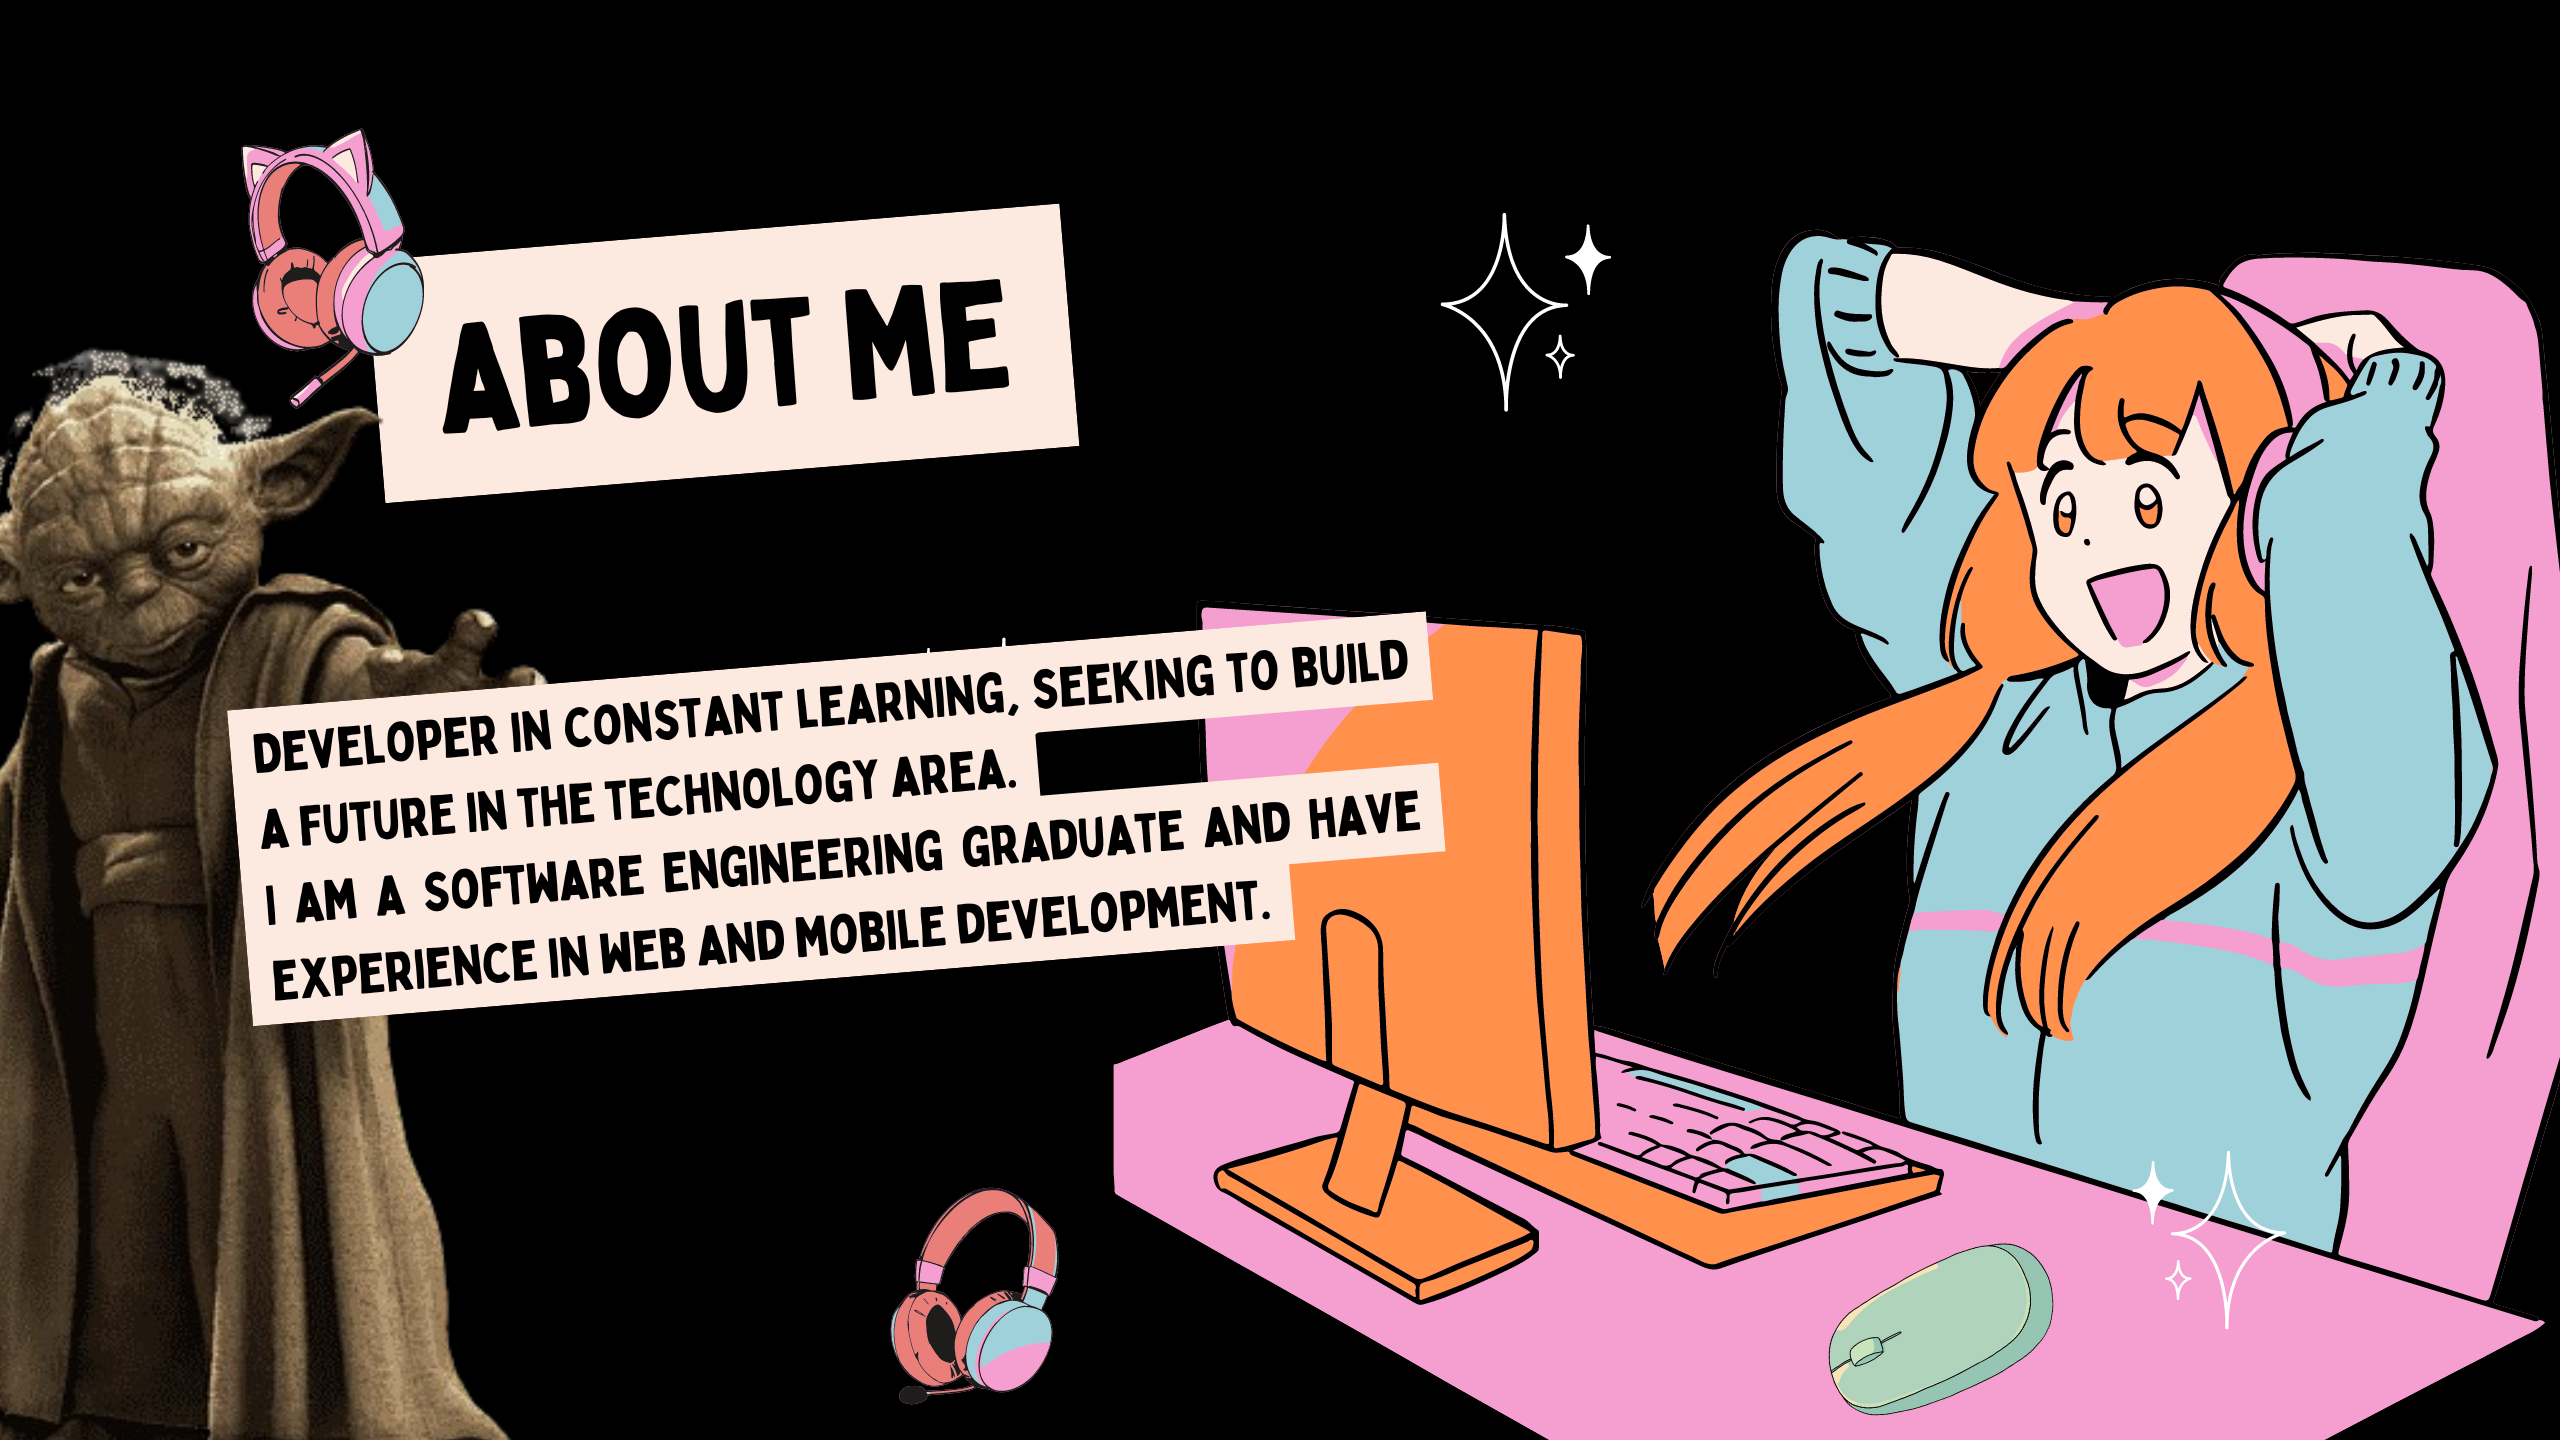 ABOUT ME
DEVELOPER IN CONSTANT LEARNING, SEEKING TO BUILD
A FUTURE IN THE TECHNOLOGY AREA.
I AM A SOFTWARE ENGINEERING GRADUATE AND HAVE
EXPERIENCE IN WEB AND MOBILE DEVELOPMENT.